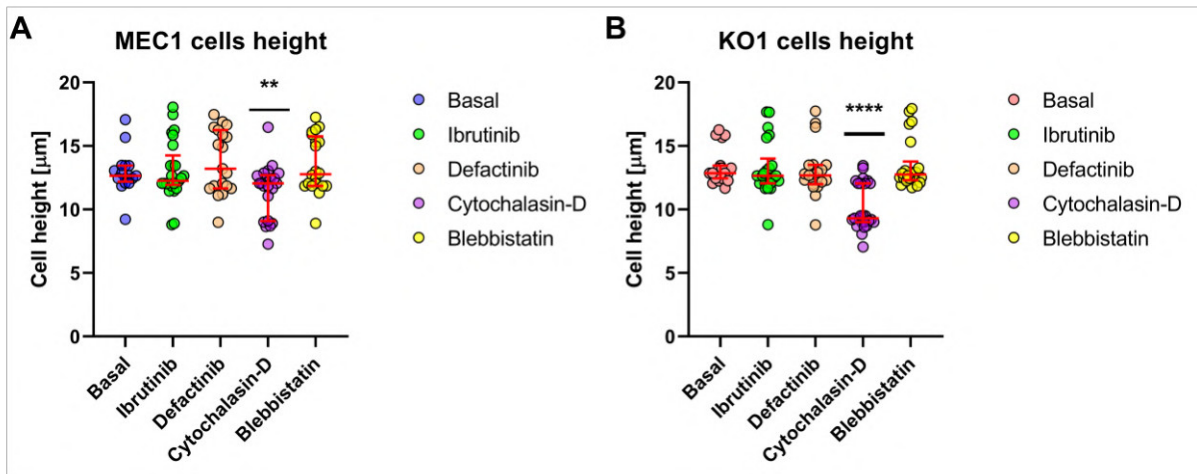 A
MEC1 cells height
Cell height [µm]
20
15
10
5
0
**
Basal
Ibrutinib
Defactinib
Cytochalasin-D
Blebbistatin
Basal
Ibrutinib
Defactinib
Cytochalasin-D
Blebbistatin
B
KO1 cells height
Cell height [µm]
20
15
10
5
0
****
Basal
Ibrutinib
Defactinib
Cytochalasin-D
Blebbistatin
Basal
Ibrutinib
Defactinib
Cytochalasin-D
Blebbistatin